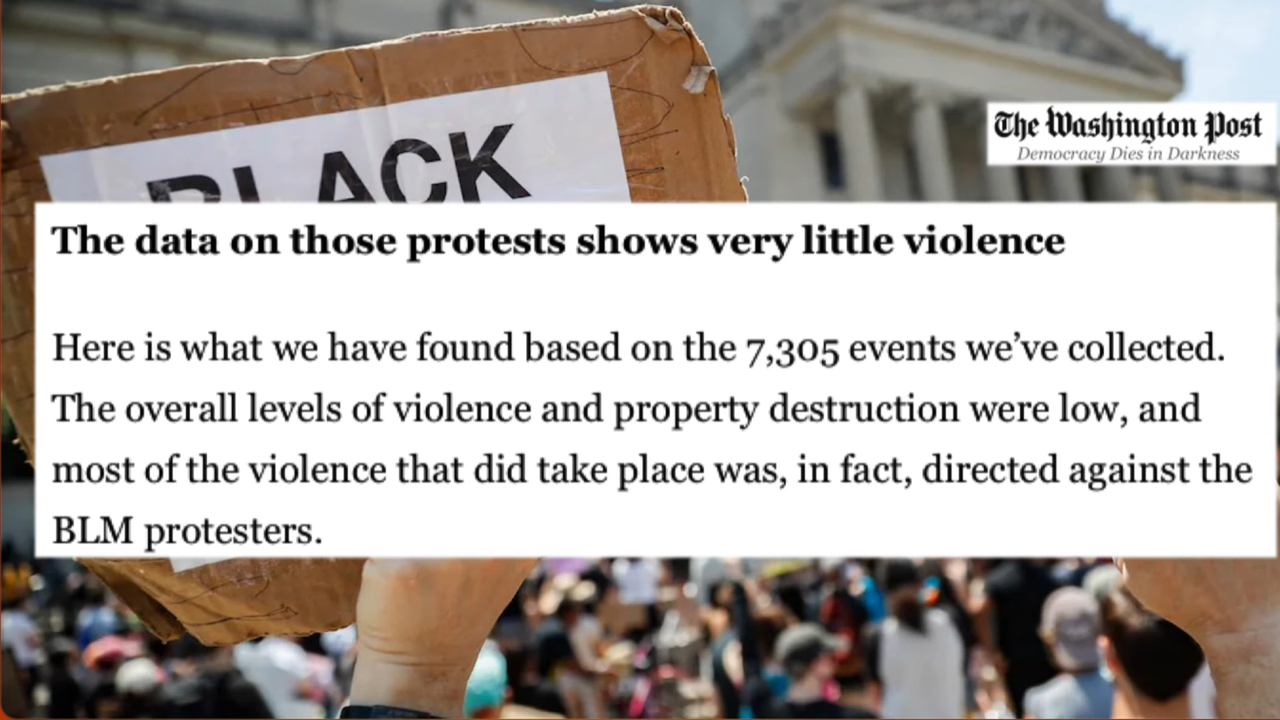 BLACK
The Washington Post
Democracy Dies in Darkness
The data on those protests shows very little violence
Here is what we have found based on the 7,305 events we've collected.
The overall levels of violence and property destruction were low, and
most of the violence that did take place was, in fact, directed against the
BLM protesters.